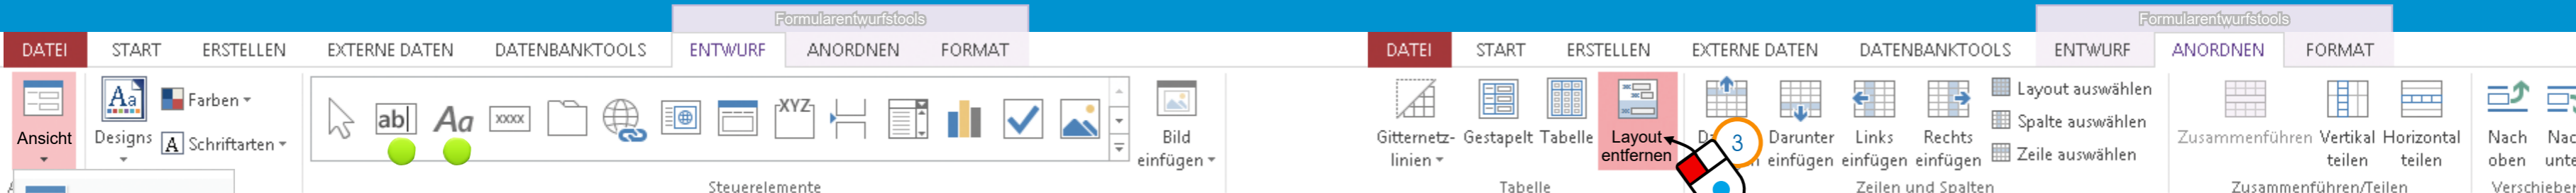 Formularentwurfstools
DATEI START ERSTELLEN EXTERNE DATEN DATENBANKTOOLS ENTWURF ANORDNEN FORMAT
Ansicht
Aa
Designs
Farben
A Schriftarten
ab|
Aa
xxxx
XYZ
Bild
einfügen
Steuerelemente
Formularentwurfstools
DATEI START ERSTELLEN EXTERNE DATEN DATENBANKTOOLS ENTWURF ANORDNEN FORMAT
Gitternetz-
linien
Gestapelt
Tabelle
Layout
entfernen
3
Tabelle
einfügen
Darunter
einfügen
Links
einfügen
Rechts
einfügen
Layout auswählen
Spalte auswählen
Zeile auswählen
Zeilen und Spalten
Zusammenführen
Vertikal
teilen
Horizontal
teilen
Zusammenführen/Teilen
Nach
oben